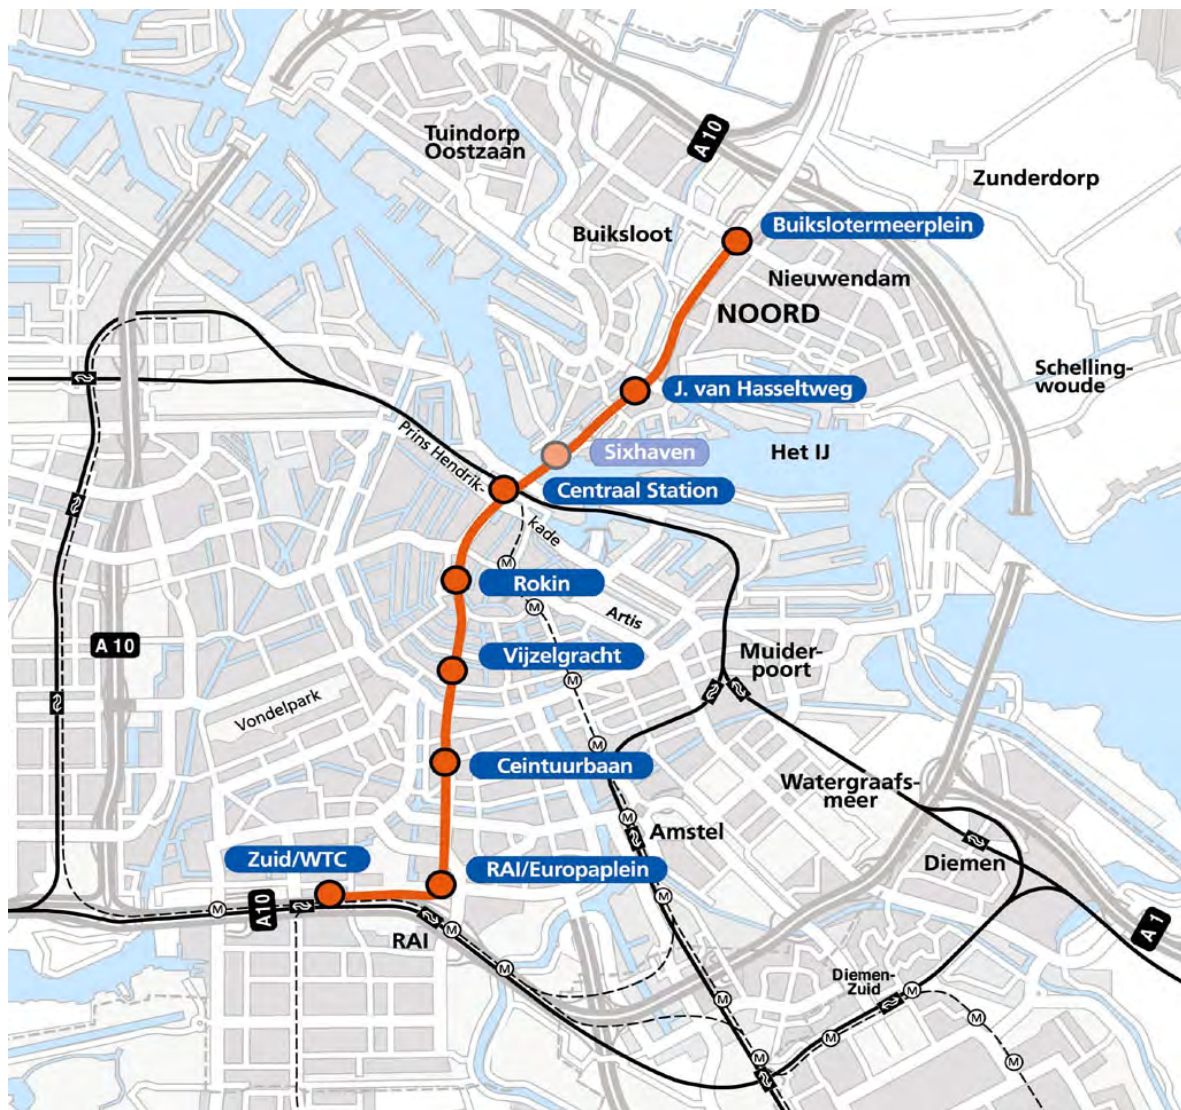 Tuindorp
Oostzaan
A 10
Zunderdorp
Buikslotermeerplein
Buiksloot
Nieuwendam
NOORD
Schelling-
woude
J. van Hasseltweg
Prins Hendrik-
kade
Sixhaven
Het IJ
Centraal Station
M
Rokin
M
Artis
A 10
Vijzelgracht
Muider-
poort
M
Vondelpark
M
Ceintuurbaan
Watergraafs-
meer
M
Amstel
Zuid/WTC
RAI/Europaplein
Diemen
M
A10
M
RAI
M
A 1
M
Diemen-
Zuid
M
M
M
M
M
M